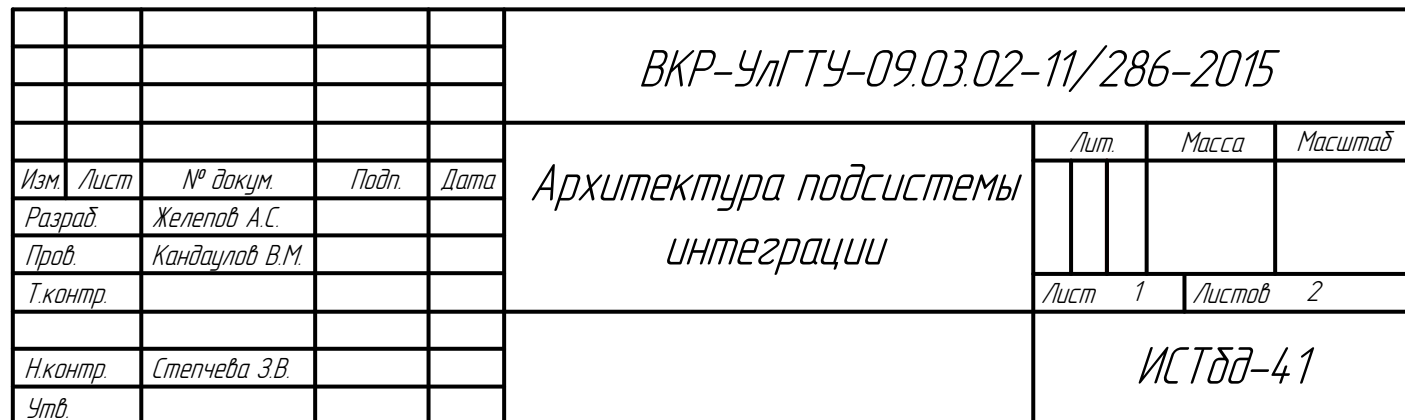 ВКР-УлГТУ-09.03.02-11/286-2015
Лит. Масса Масштаб
Изм. Лист № докум. Подп. Дата
Архитектура подсистемы
интеграции
Разраб. Желепов А.С.
Пров. Кандаулов В.М.
Т.контр.
Лист 1 Листов 2
Н.контр. Степчева З.В.
Утв.
ИСТбд-41